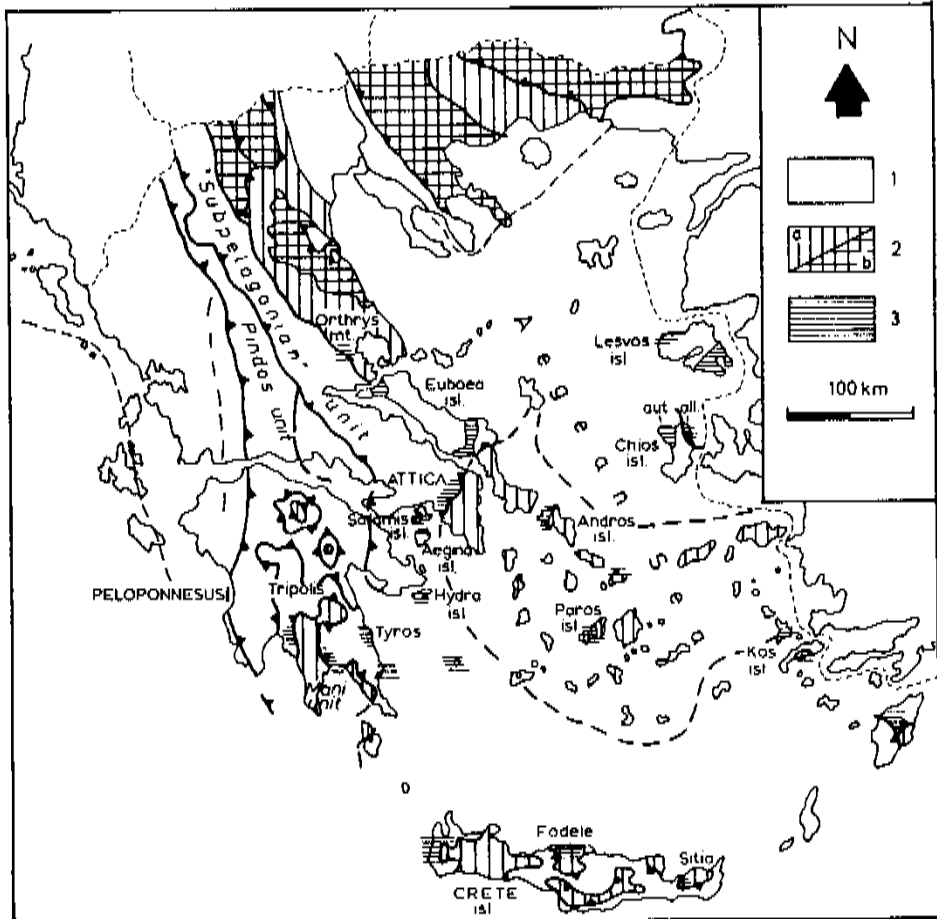 N
1
a
b
2
3
100 km
"Subpelagonian" unit
Pindos unit
Orthrys
mt.
Euboea
isl.
Aegean Sea
Lesvos
isl
aut all.
Chios
isl.
ATTICA
Salamis
isl.
Aegina
isl.
Andros
isl.
PELOPONNESUS
Tripolis
Hydra
isl
Tyros
Paros
isl
Kos
isl
Mani
unit
Fodele
Sitia
CRETE
isl